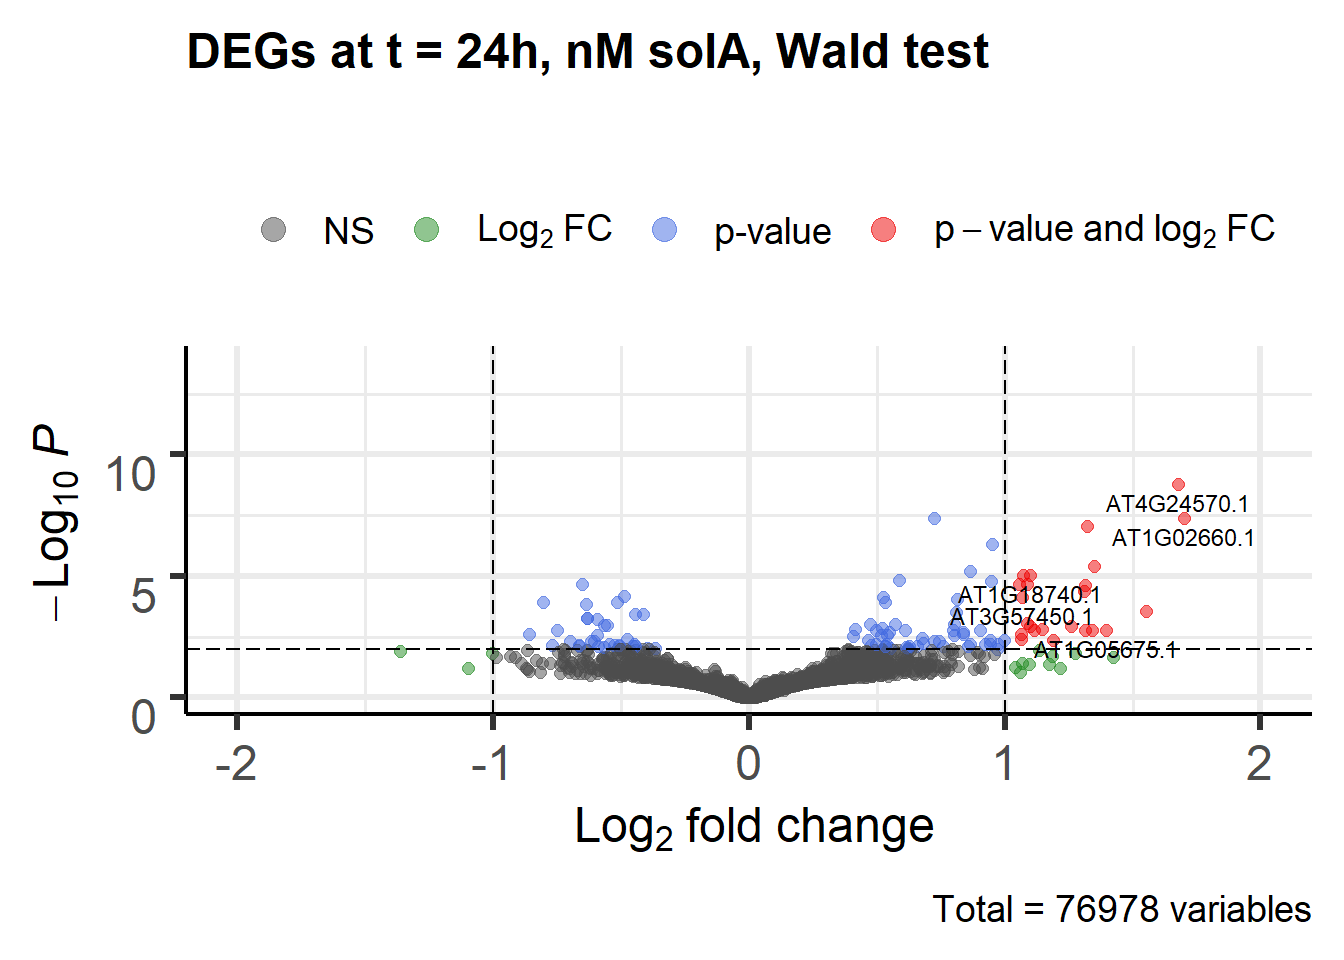 DEGs at t = 24h, nM solA, Wald test
NS Log₂ FC p-value p – value and log₂ FC
–Log₁₀ P
10
5
0
AT4G24570.1
AT1G02660.1
AT1G18740.1
AT3G57450.1
AT1G05675.1
-2 -1 0 1 2
Log₂ fold change
Total = 76978 variables